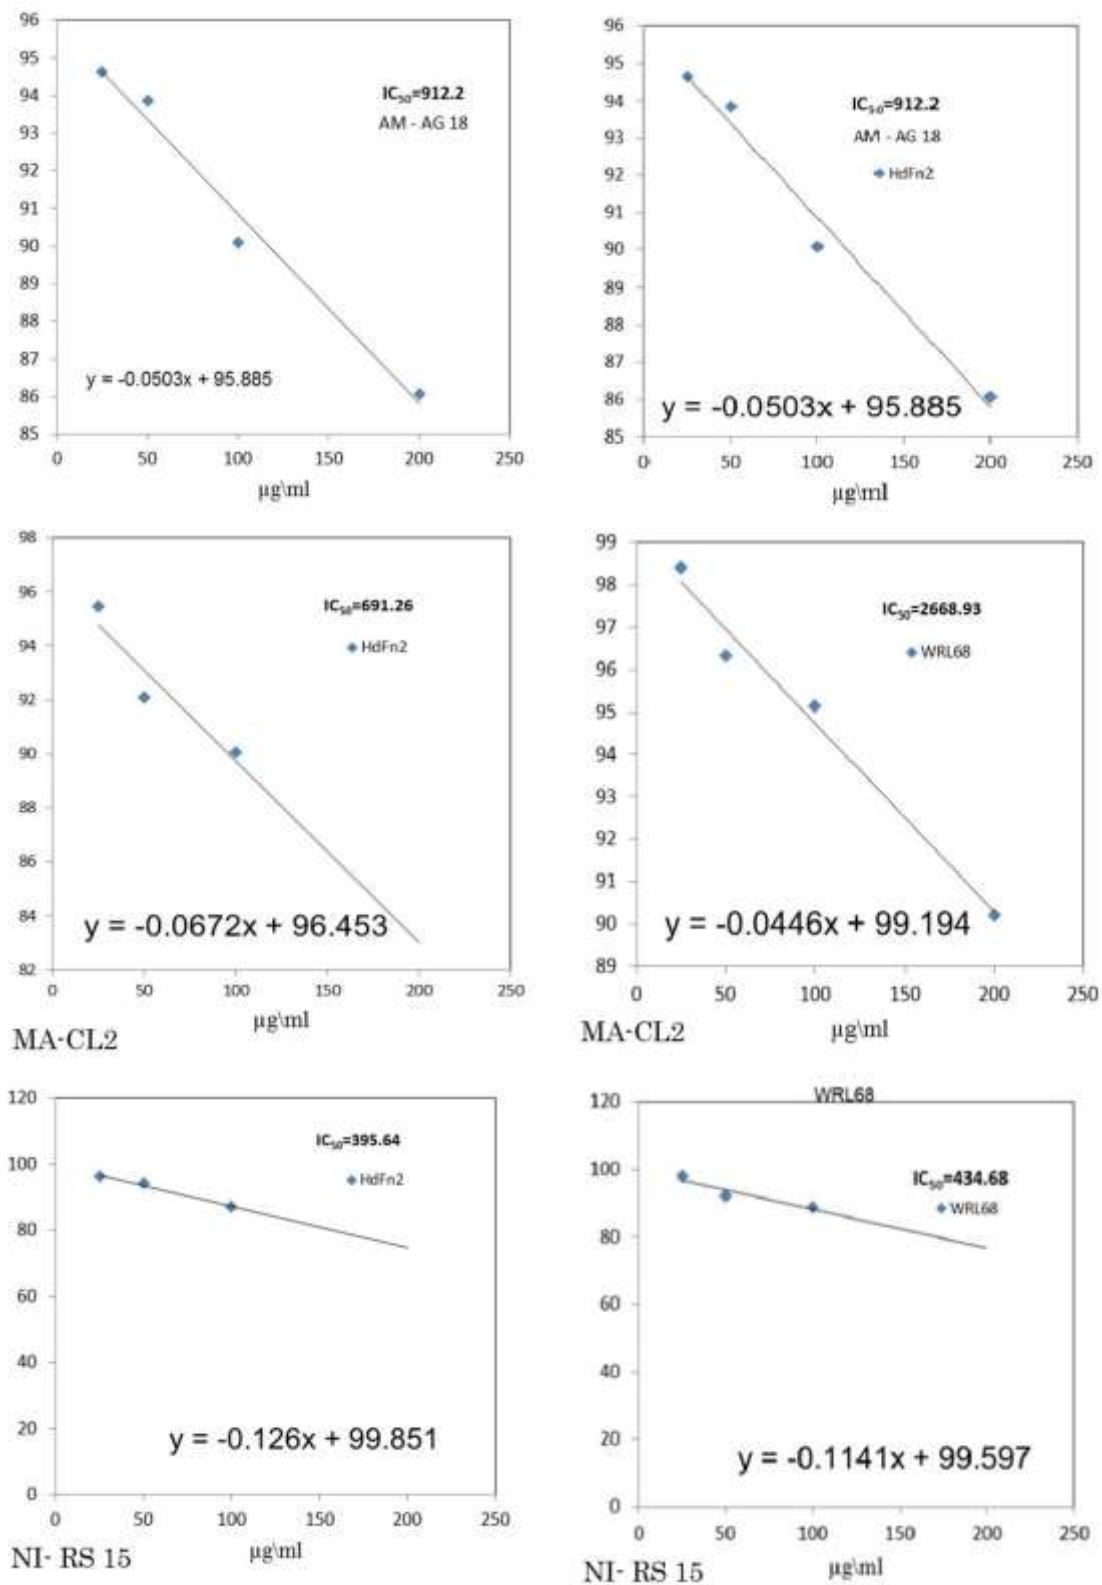 96
95
94
93
92
91
90
89
88
87
86
85
IC50=912.2
AM - AG 18
y = -0.0503x + 95.885
0 50 100 150 200 250
µg\ml
96
95
94
93
92
91
90
89
88
87
86
85
IC50=912.2
AM - AG 18
HdFn2
y = -0.0503x + 95.885
0 50 100 150 200 250
µg\ml
98
96
94
92
90
88
86
84
82
IC50=691.26
HdFn2
y = -0.0672x + 96.453
0 50 100 150 200 250
µg\ml
MA-CL2
99
98
97
96
95
94
93
92
91
90
89
IC50=2668.93
WRL68
y = -0.0446x + 99.194
0 50 100 150 200 250
µg\ml
MA-CL2
120
100
80
60
40
20
0
IC50=395.64
HdFn2
y = -0.126x + 99.851
0 50 100 150 200 250
µg\ml
NI- RS 15
WRL68
120
100
80
60
40
20
0
IC50=434.68
WRL68
y = -0.1141x + 99.597
0 50 100 150 200 250
µg\ml
NI- RS 15